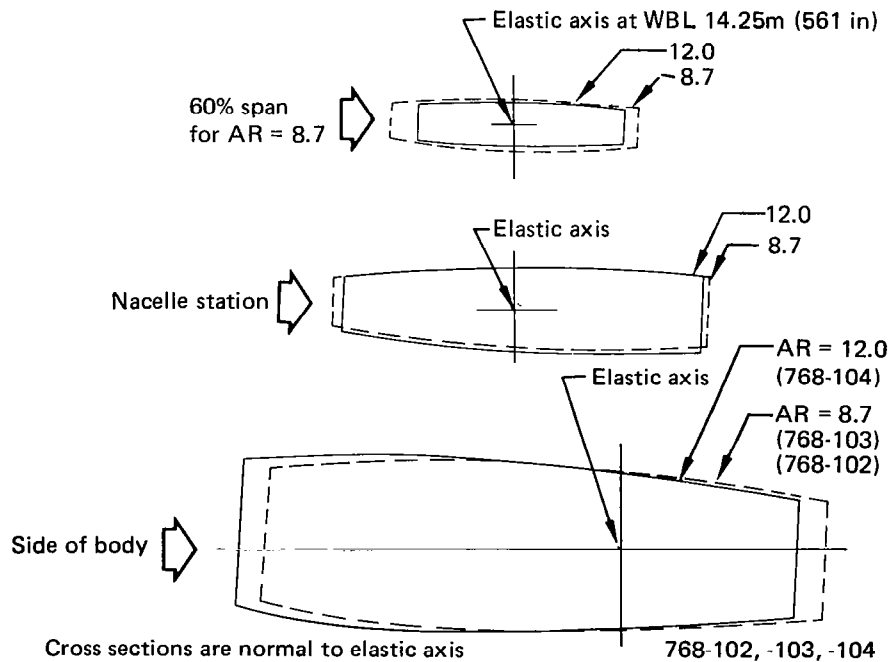 Elastic axis at WBL 14.25m (561 in)
12.0
8.7
60% span
for AR = 8.7
Elastic axis
12.0
8.7
Nacelle station
AR = 12.0
(768-104)
Elastic axis
AR = 8.7
(768-103)
(768-102)
Side of body
Cross sections are normal to elastic axis
768-102, -103, -104